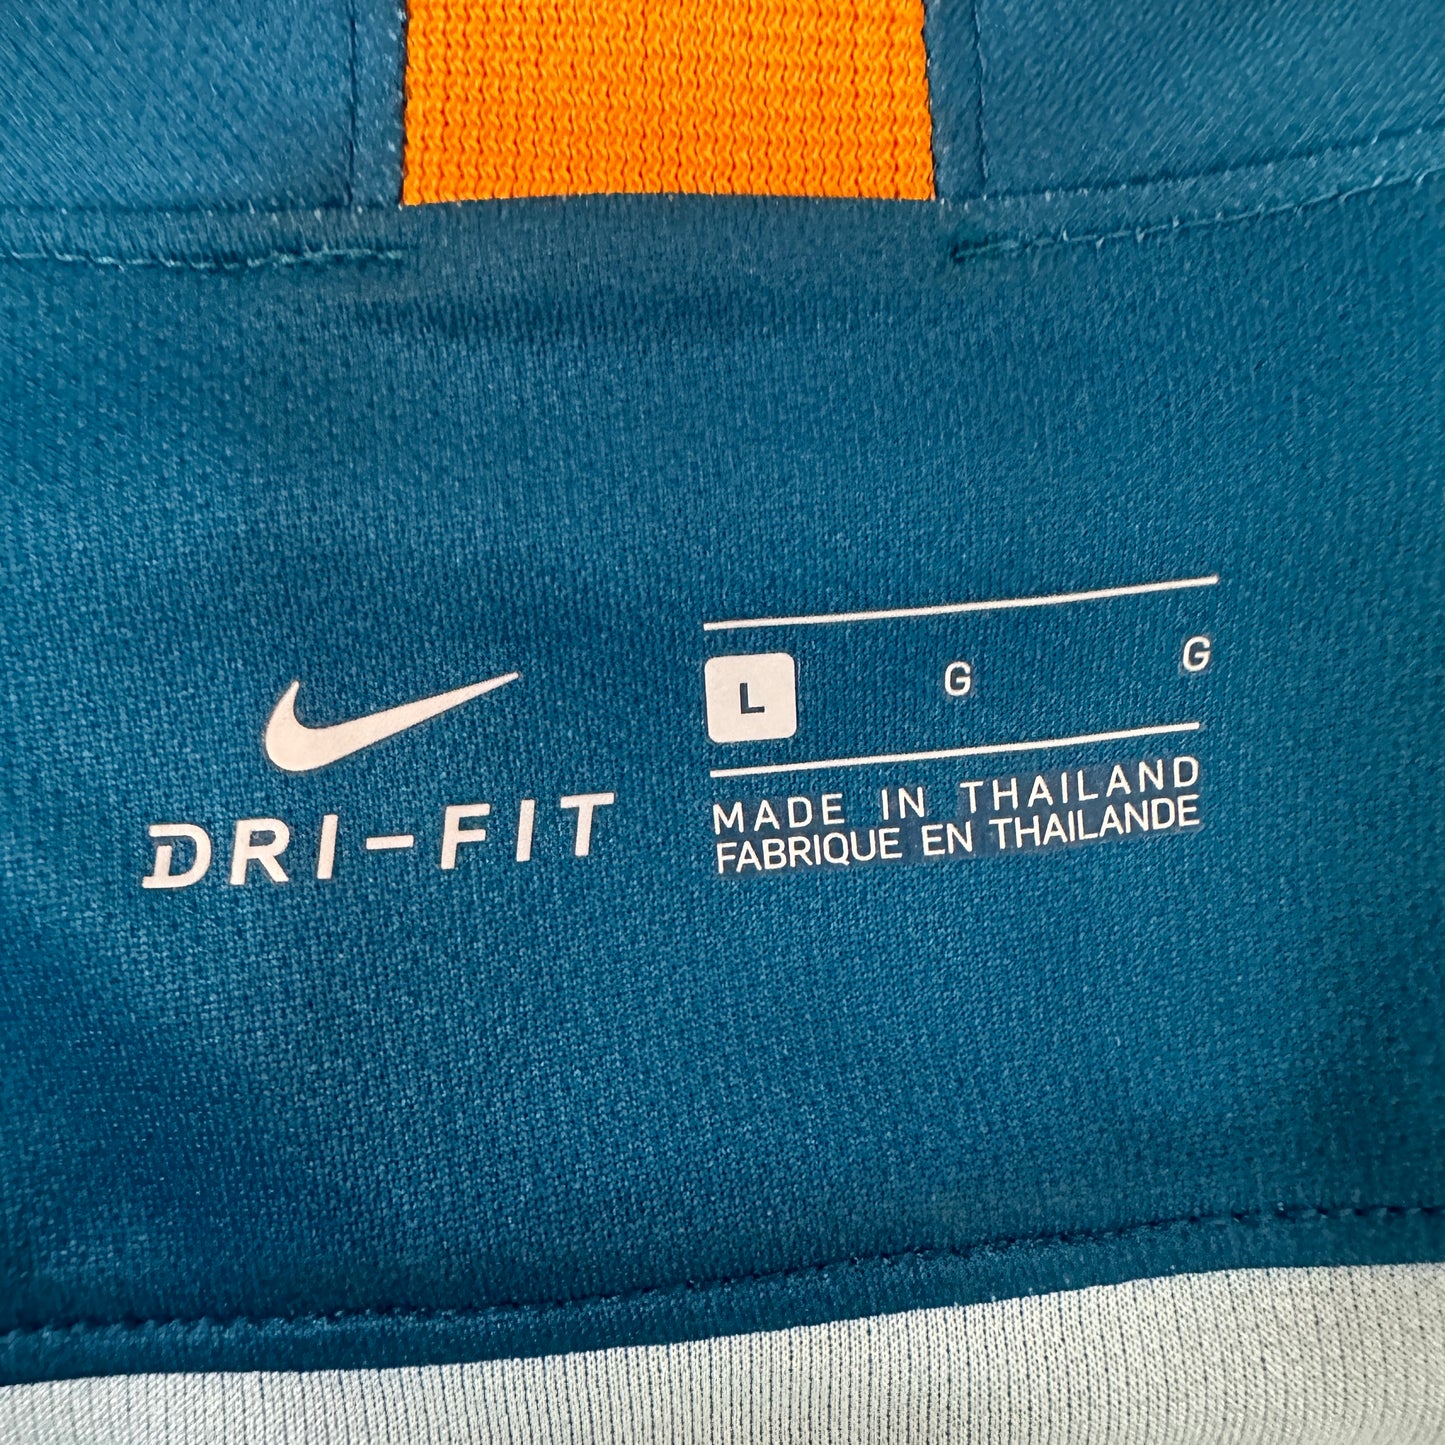 DRI-FIT
L G G
MADE IN THAILAND
FABRIQUE EN THAILANDE